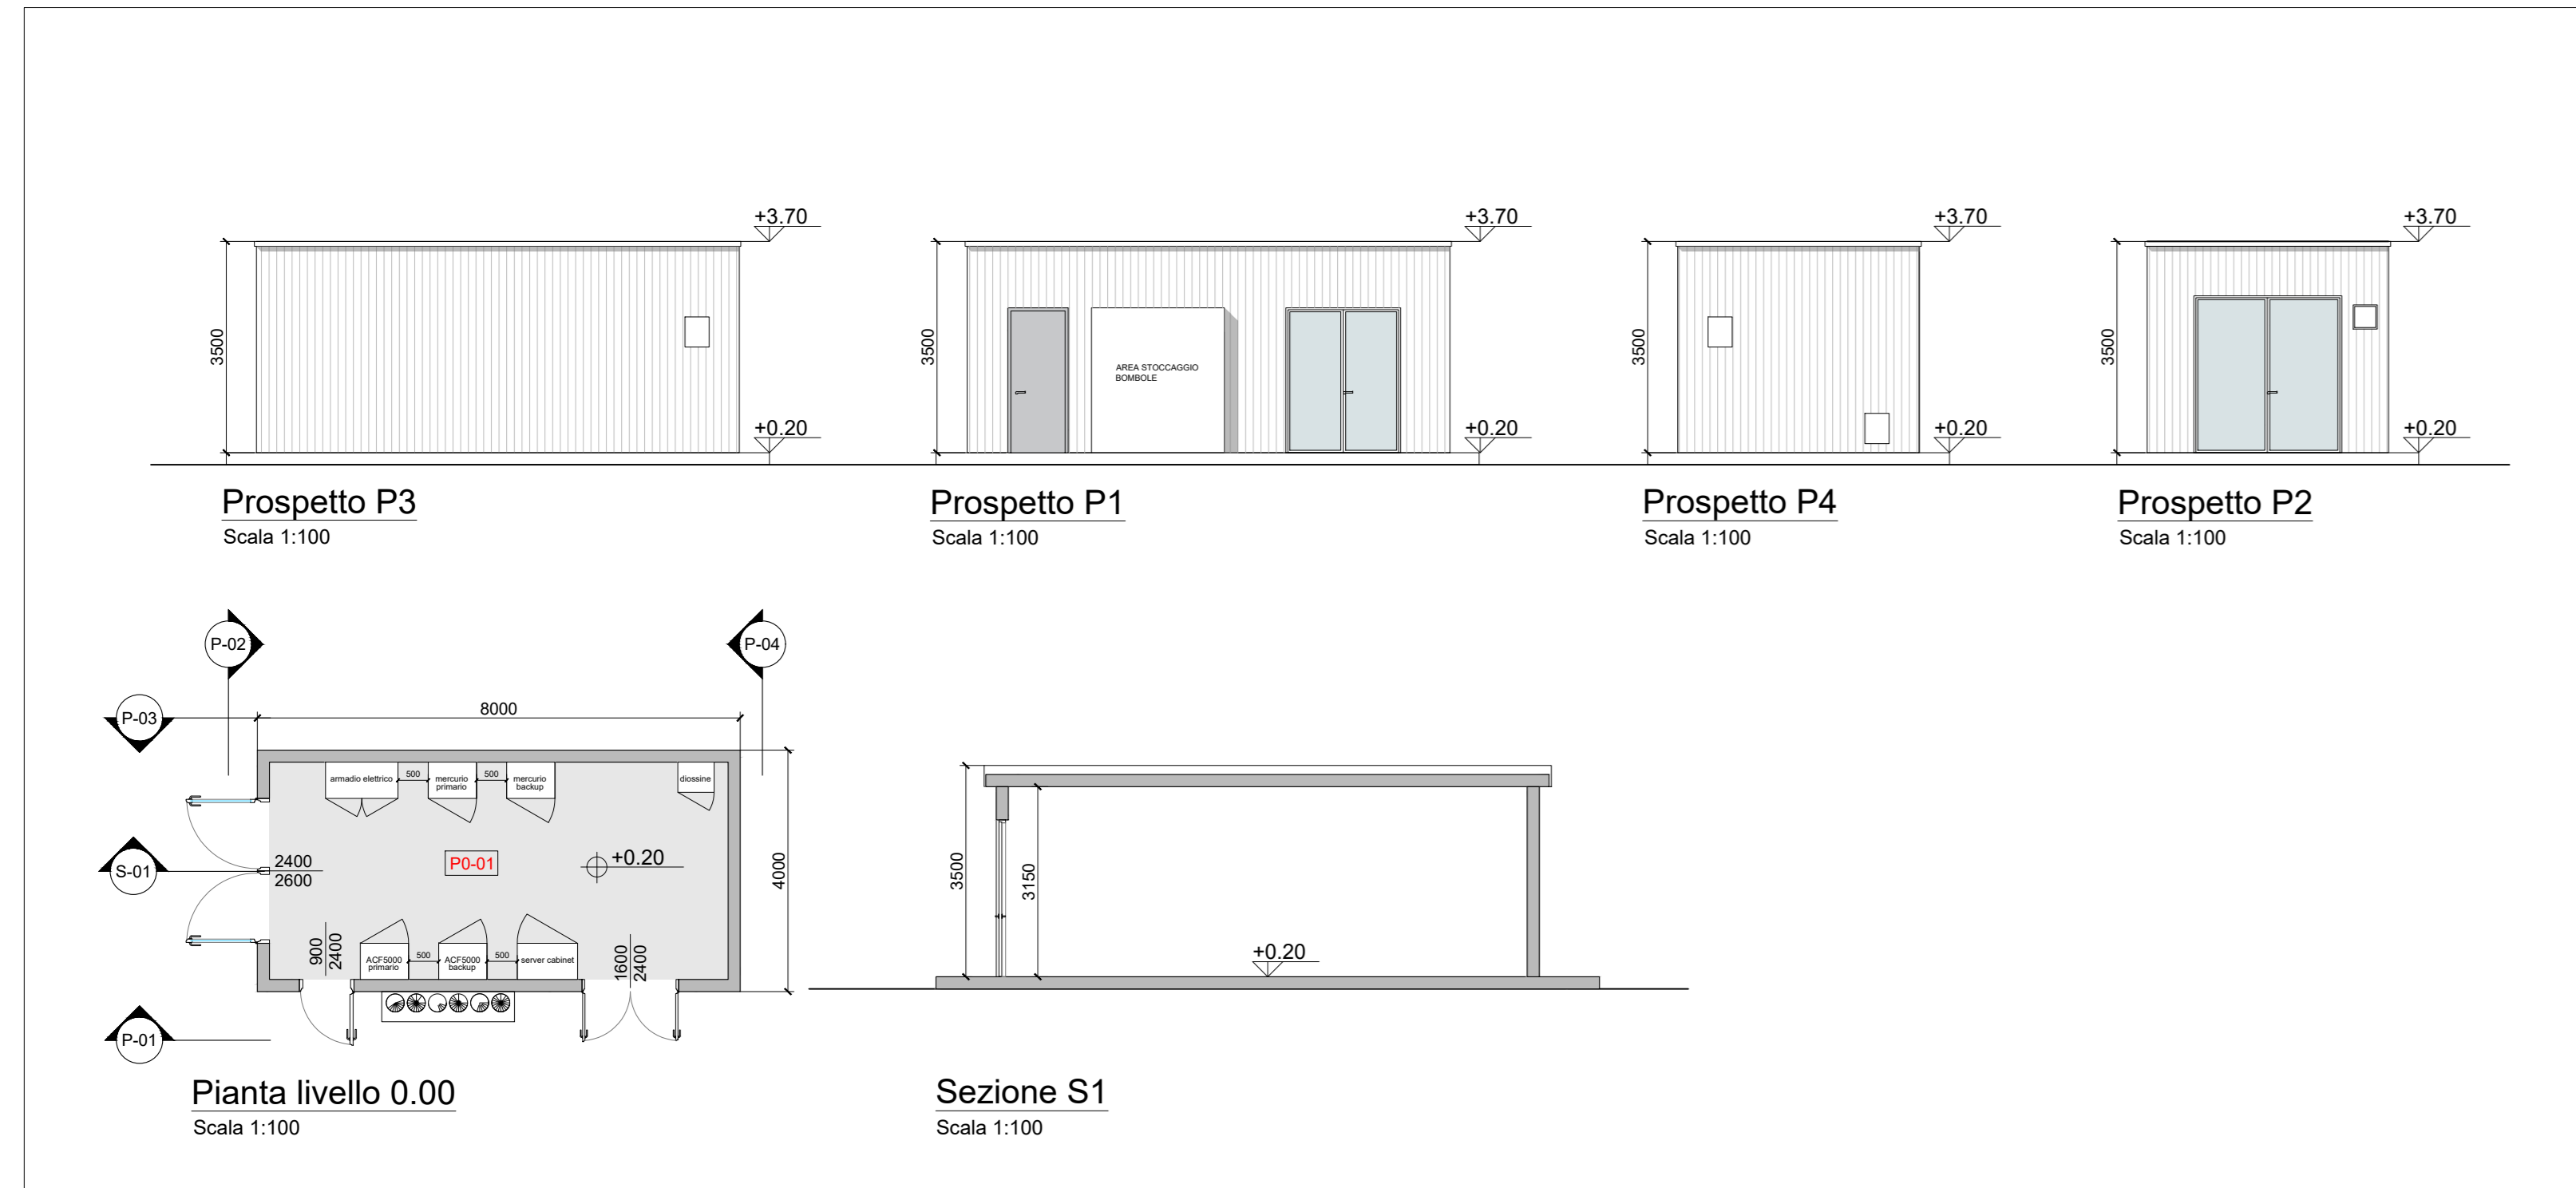 +3.70
+3.70
+3.70
+3.70
3500
3500
3500
3500
AREA STOCCAGGIO
BOMBOLE
+0.20
+0.20
+0.20
+0.20
Prospetto P3
Scala 1:100
Prospetto P1
Scala 1:100
Prospetto P4
Scala 1:100
Prospetto P2
Scala 1:100
P-02
P-04
P-03
8000
armadio elettrico
500
mercurio
primario
500
mercurio
backup
diossine
S-01
2400
2600
P0-01
+0.20
4000
900
2400
ACF5000
primario
500
ACF5000
backup
500
server cabinet
1600
2400
P-01
Pianta livello 0.00
Scala 1:100
3500
3150
+0.20
Sezione S1
Scala 1:100